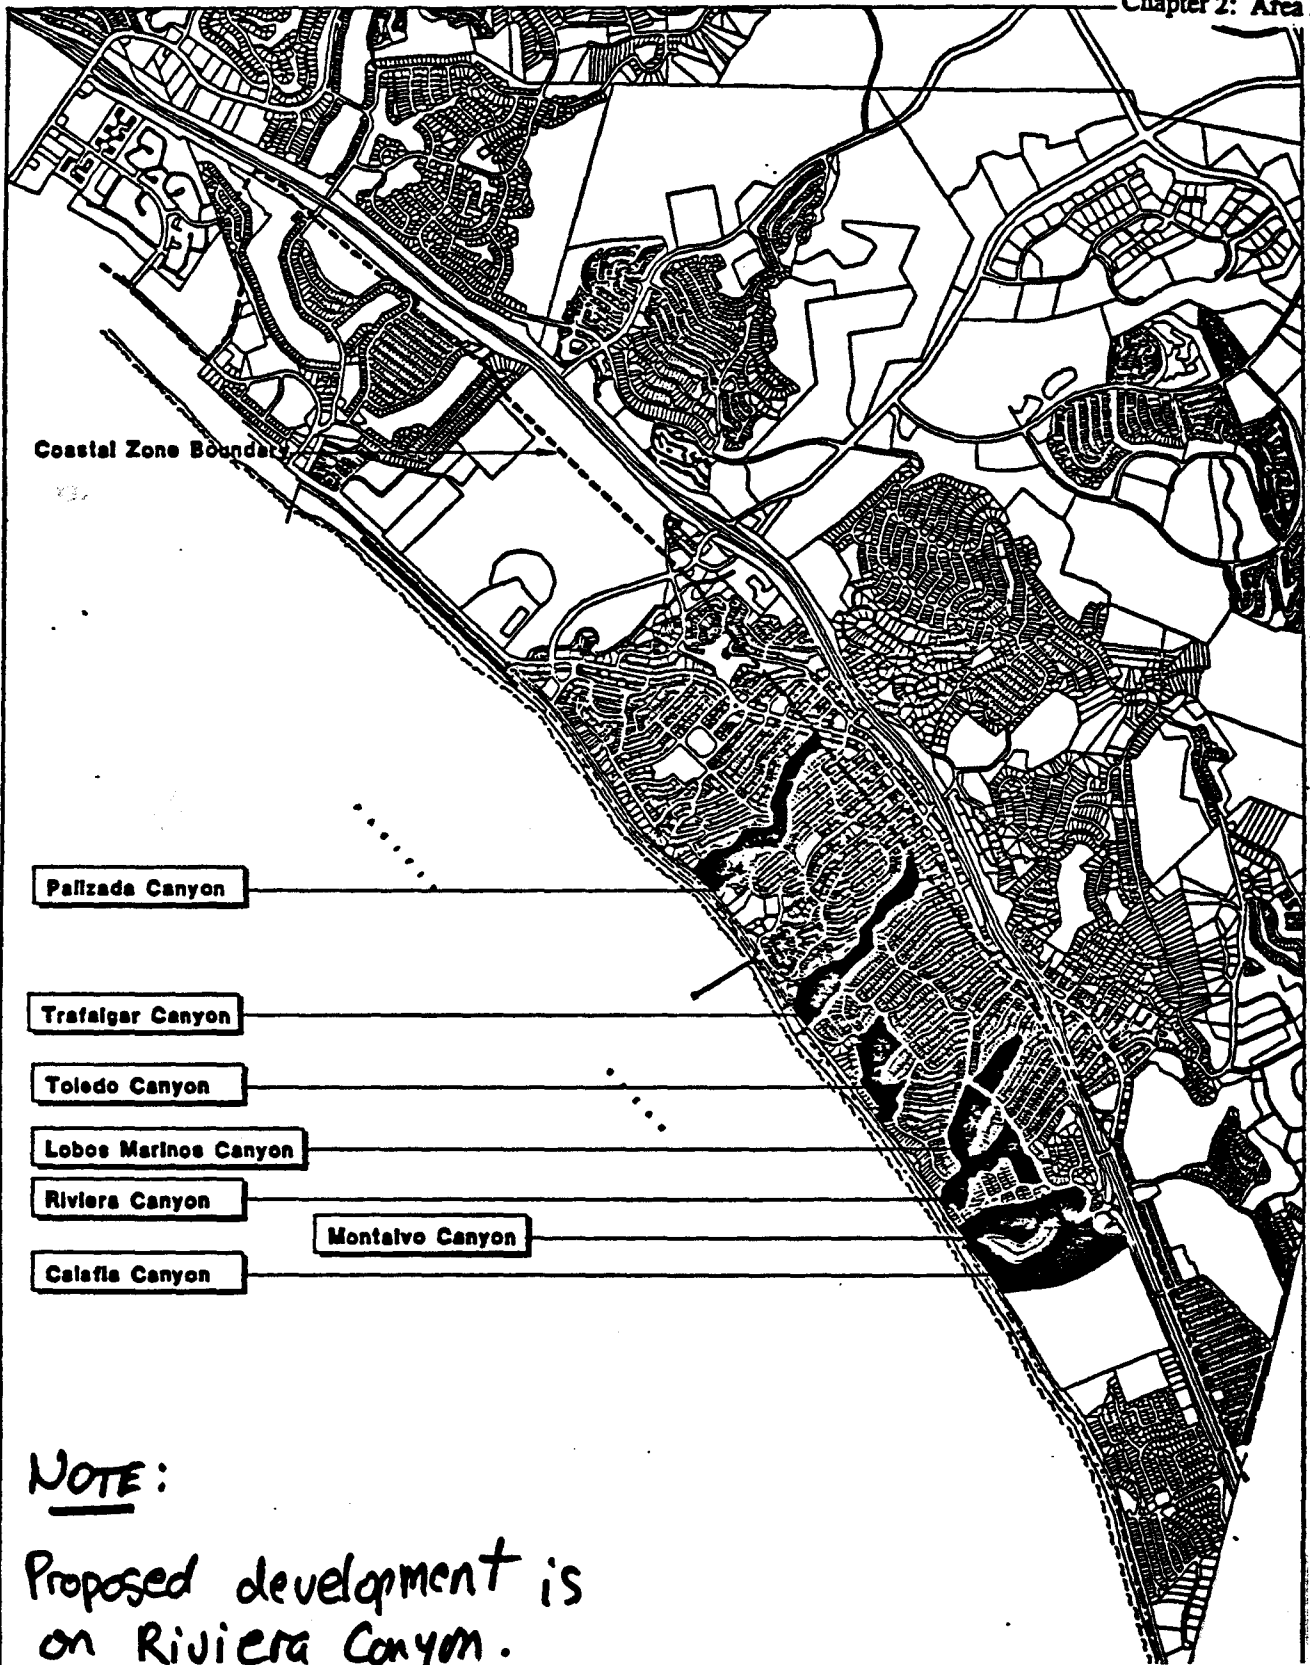 Chapter 2: Area
Coastal Zone Boundary
Palizada Canyon
Trafalgar Canyon
Toledo Canyon
Lobos Marinos Canyon
Riviera Canyon
Montalvo Canyon
Calafia Canyon
NOTE:
Proposed development is
on Riviera Canyon.